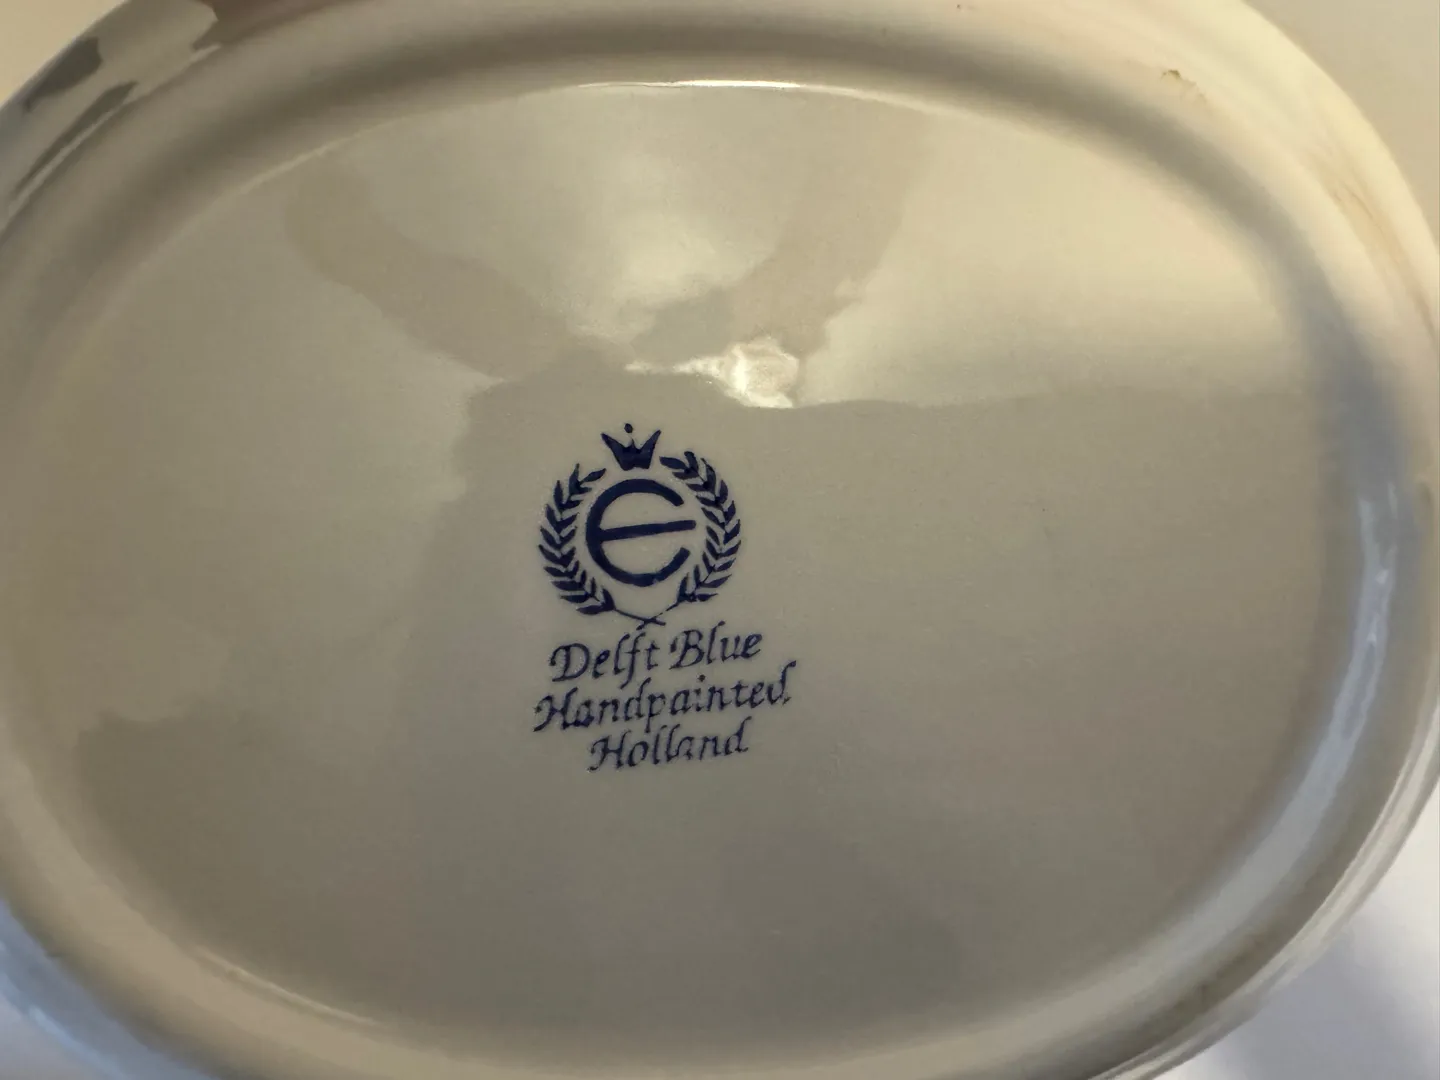 e
Delft Blue
Handpainted
Holland